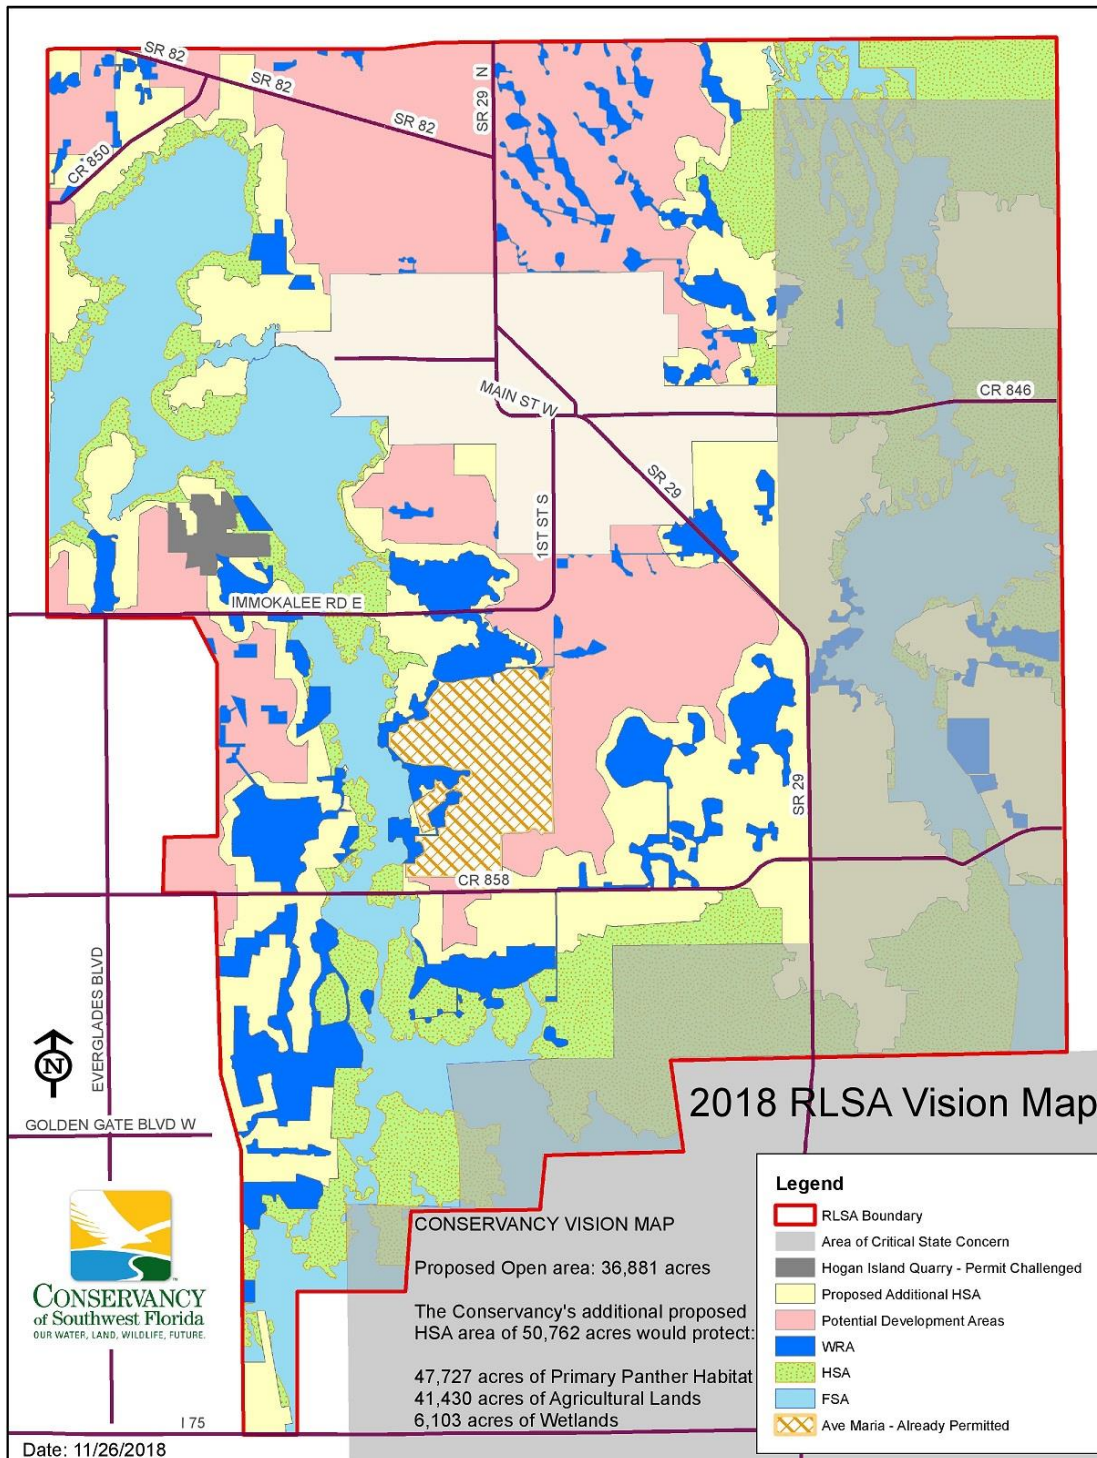 SR 82
SR 82
SR 82
SR 29 N
CR 850
CR 846
MAIN ST W
SR 29
1ST ST S
IMMOKALEE RD E
SR 29
CR 858
EVERGLADES BLVD
N
GOLDEN GATE BLVD W
2018 RLSA Vision Map
CONSERVANCY
of Southwest Florida
OUR WATER, LAND, WILDLIFE, FUTURE.
CONSERVANCY VISION MAP
Proposed Open area: 36,881 acres
The Conservancy's additional proposed
HSA area of 50,762 acres would protect:
47,727 acres of Primary Panther Habitat
41,430 acres of Agricultural Lands
6,103 acres of Wetlands
Legend
RLSA Boundary
Area of Critical State Concern
Hogan Island Quarry - Permit Challenged
Proposed Additional HSA
Potential Development Areas
WRA
HSA
FSA
Ave Maria - Already Permitted
I 75
Date: 11/26/2018